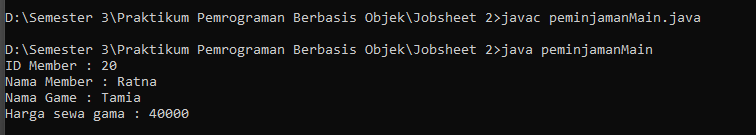 D:\Semester 3\Praktikum Pemrograman Berbasis Objek\Jobsheet 2>javac peminjamanMain.java
D:\Semester 3\Praktikum Pemrograman Berbasis Objek\Jobsheet 2>java peminjamanMain
ID Member : 20
Nama Member : Ratna
Nama Game : Tamia
Harga sewa gama : 40000